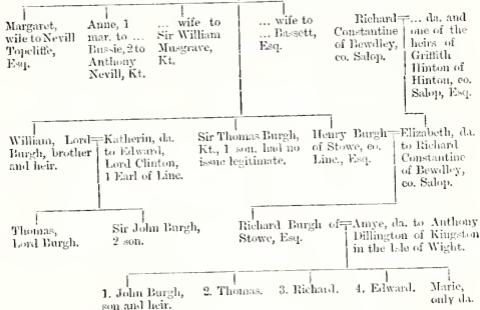 Margaret,
wife to Nevill
Topcliffe,
Esq.
Anne, 1
mar. to ...
Bussie, 2 to
Anthony
Nevill, Kt.
... wife to
Sir William
Musgrave,
Kt.
... wife to
... Bassett,
Esq.
Richard
Constantine
of Bewdley,
co. Salop.
... da. and
one of the
heirs of
Griffith
Hinton of
Hinton, co.
Salop, Esq.
William, Lord
Burgh, brother
and heir.
Katherin, da.
to Edward,
Lord Clinton,
1 Earl of Linc.
Sir Thomas Burgh,
Kt., 1 son, had no
issue legitimate.
Henry Burgh
of Stowe, co.
Linc., Esq.
Elizabeth, da.
to Richard
Constantine
of Bewdley,
co. Salop.
Thomas,
Lord Burgh.
Sir John Burgh,
2 son.
Richard Burgh of
Stowe, Esq.
Amye, da. to Anthony
Dillington of Kingston
in the Isle of Wight.
1. John Burgh,
son and heir.
2. Thomas.
3. Richard.
4. Edward.
Marie,
only da.